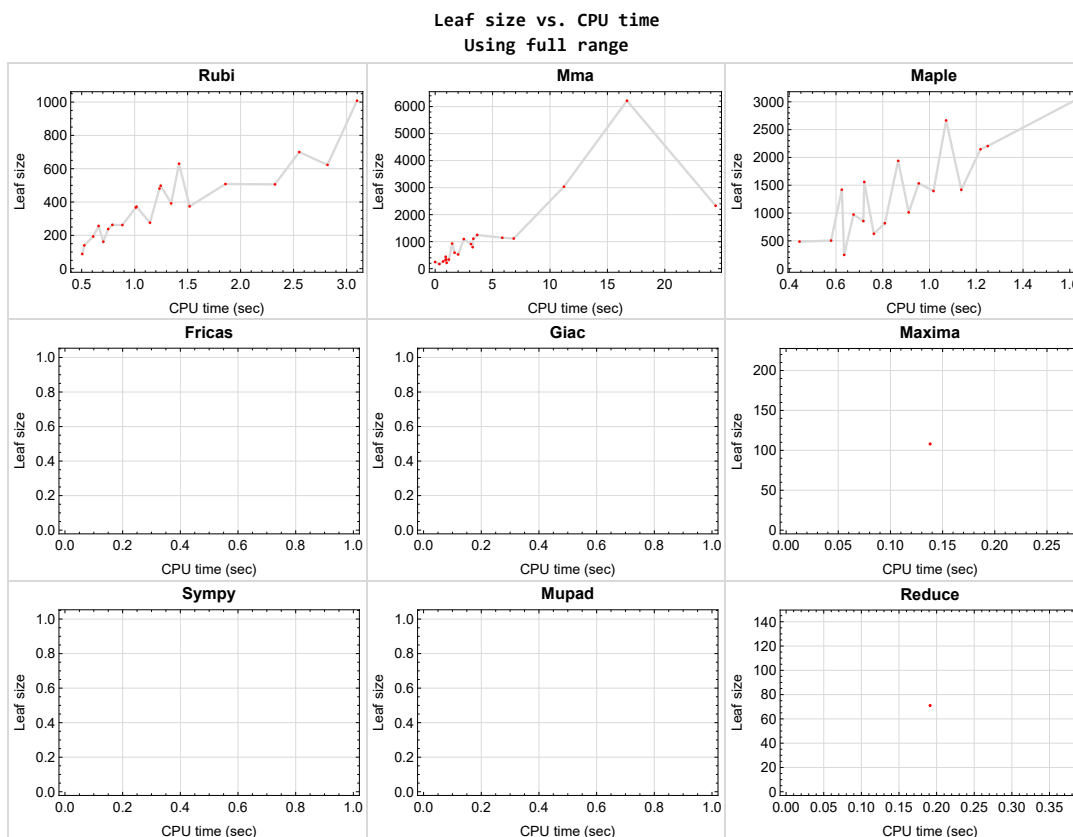 Leaf size vs. CPU time
Using full range
Rubi
1000
800
600
400
200
0
0.5 1.0 1.5 2.0 2.5 3.0
Leaf size
CPU time (sec)
Mma
6000
5000
4000
3000
2000
1000
0
0 5 10 15 20
Leaf size
CPU time (sec)
Maple
3000
2500
2000
1500
1000
500
0
0.4 0.6 0.8 1.0 1.2 1.4 1.6
Leaf size
CPU time (sec)
Fricas
1.0
0.8
0.6
0.4
0.2
0.0
0.0 0.2 0.4 0.6 0.8 1.0
Leaf size
CPU time (sec)
Giac
1.0
0.8
0.6
0.4
0.2
0.0
0.0 0.2 0.4 0.6 0.8 1.0
Leaf size
CPU time (sec)
Maxima
200
150
100
50
0
0.00 0.05 0.10 0.15 0.20 0.25
Leaf size
CPU time (sec)
Sympy
1.0
0.8
0.6
0.4
0.2
0.0
0.0 0.2 0.4 0.6 0.8 1.0
Leaf size
CPU time (sec)
Mupad
1.0
0.8
0.6
0.4
0.2
0.0
0.0 0.2 0.4 0.6 0.8 1.0
Leaf size
CPU time (sec)
Reduce
140
120
100
80
60
40
20
0
0.00 0.05 0.10 0.15 0.20 0.25 0.30 0.35
Leaf size
CPU time (sec)